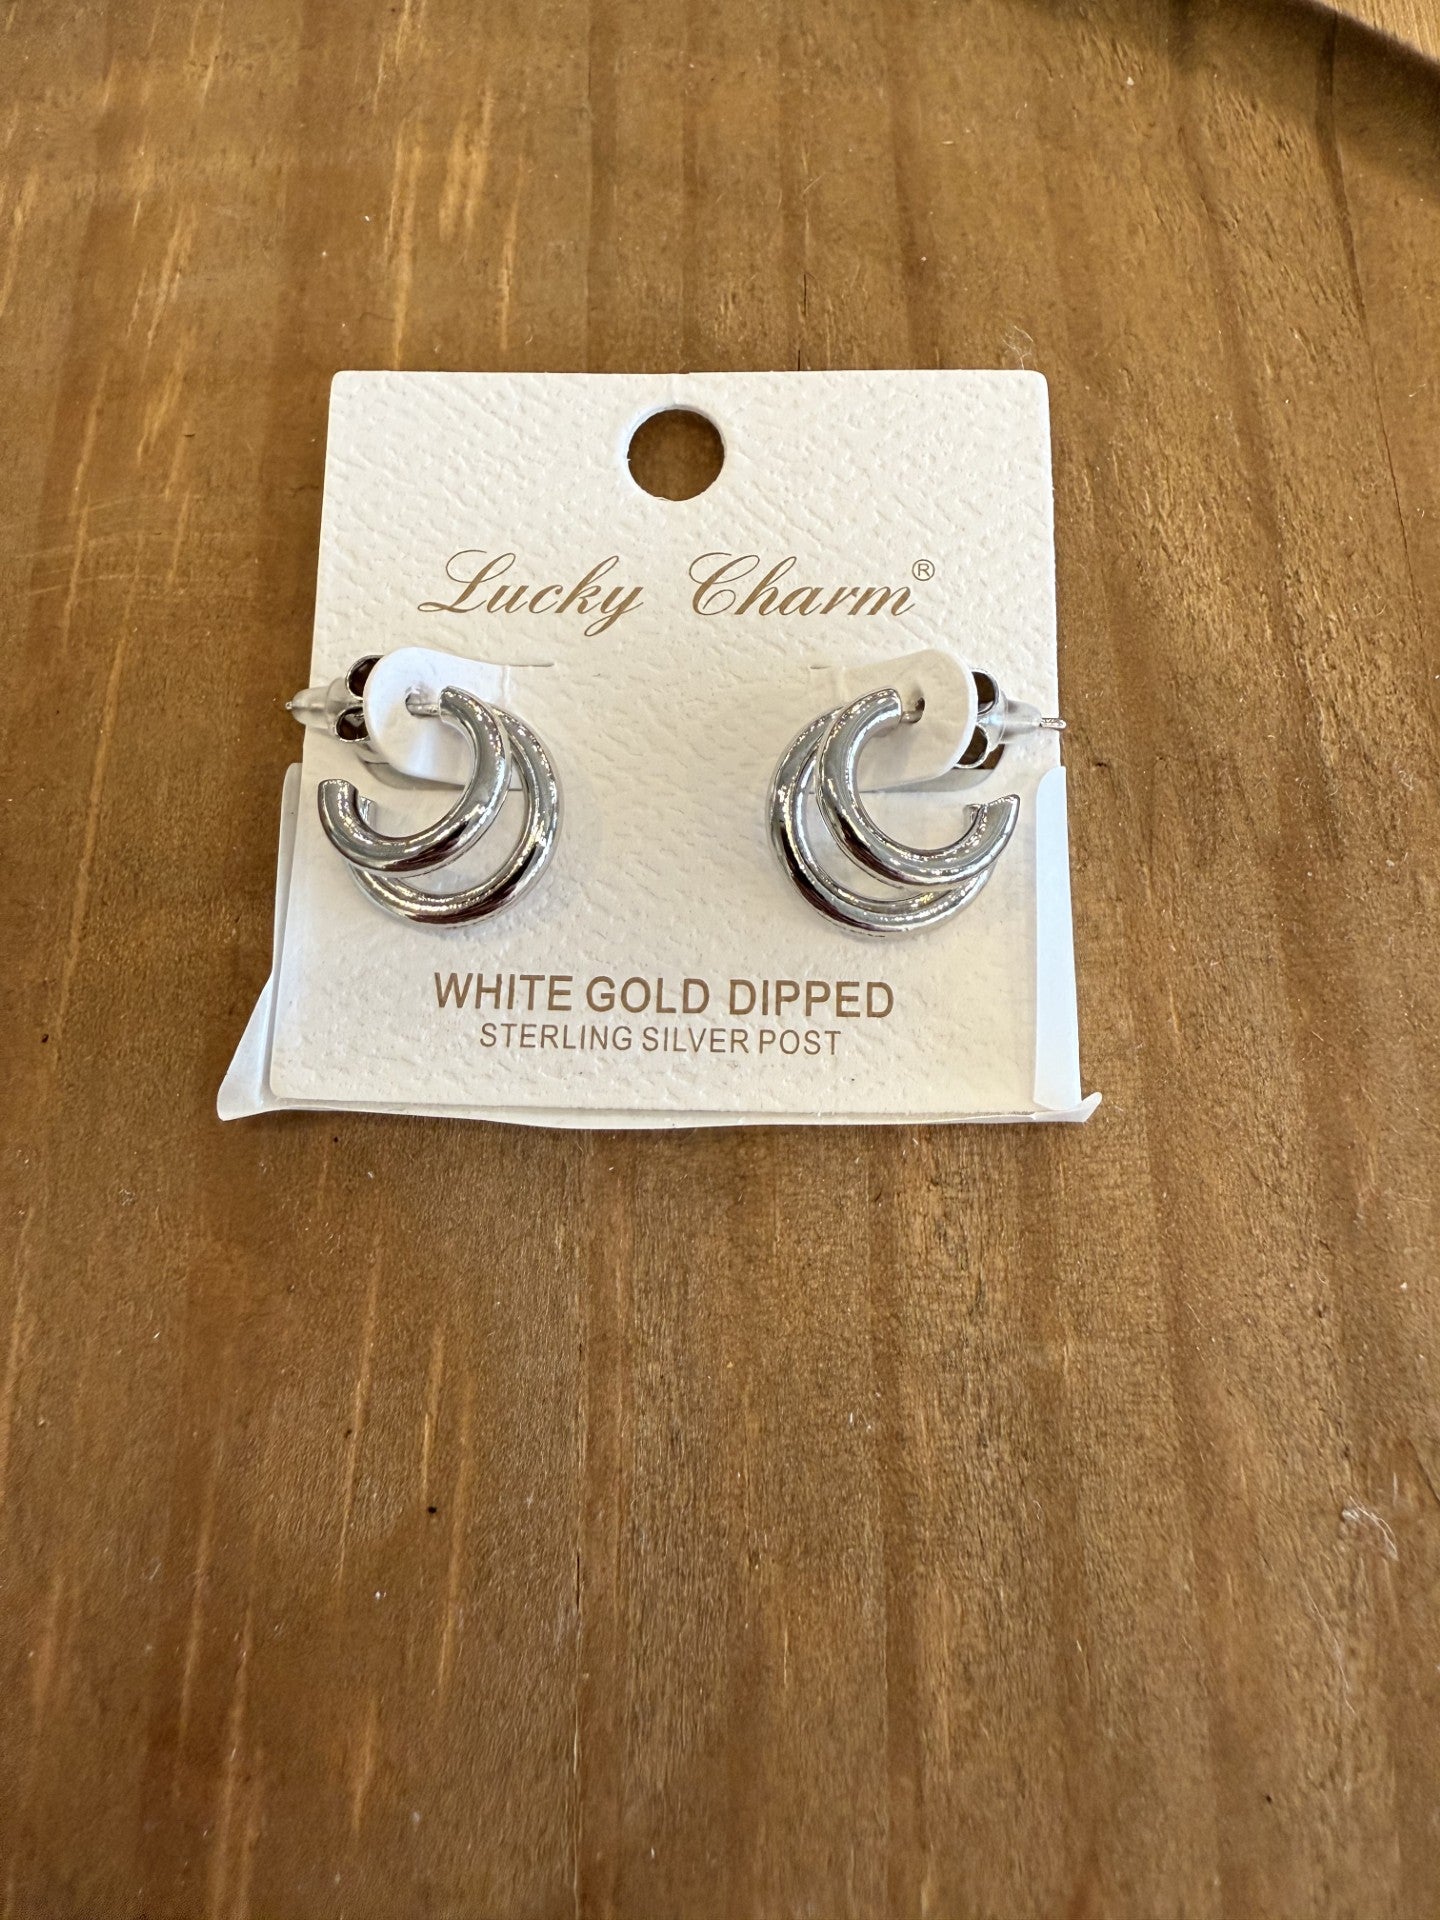 Lucky Charm®
WHITE GOLD DIPPED
STERLING SILVER POST